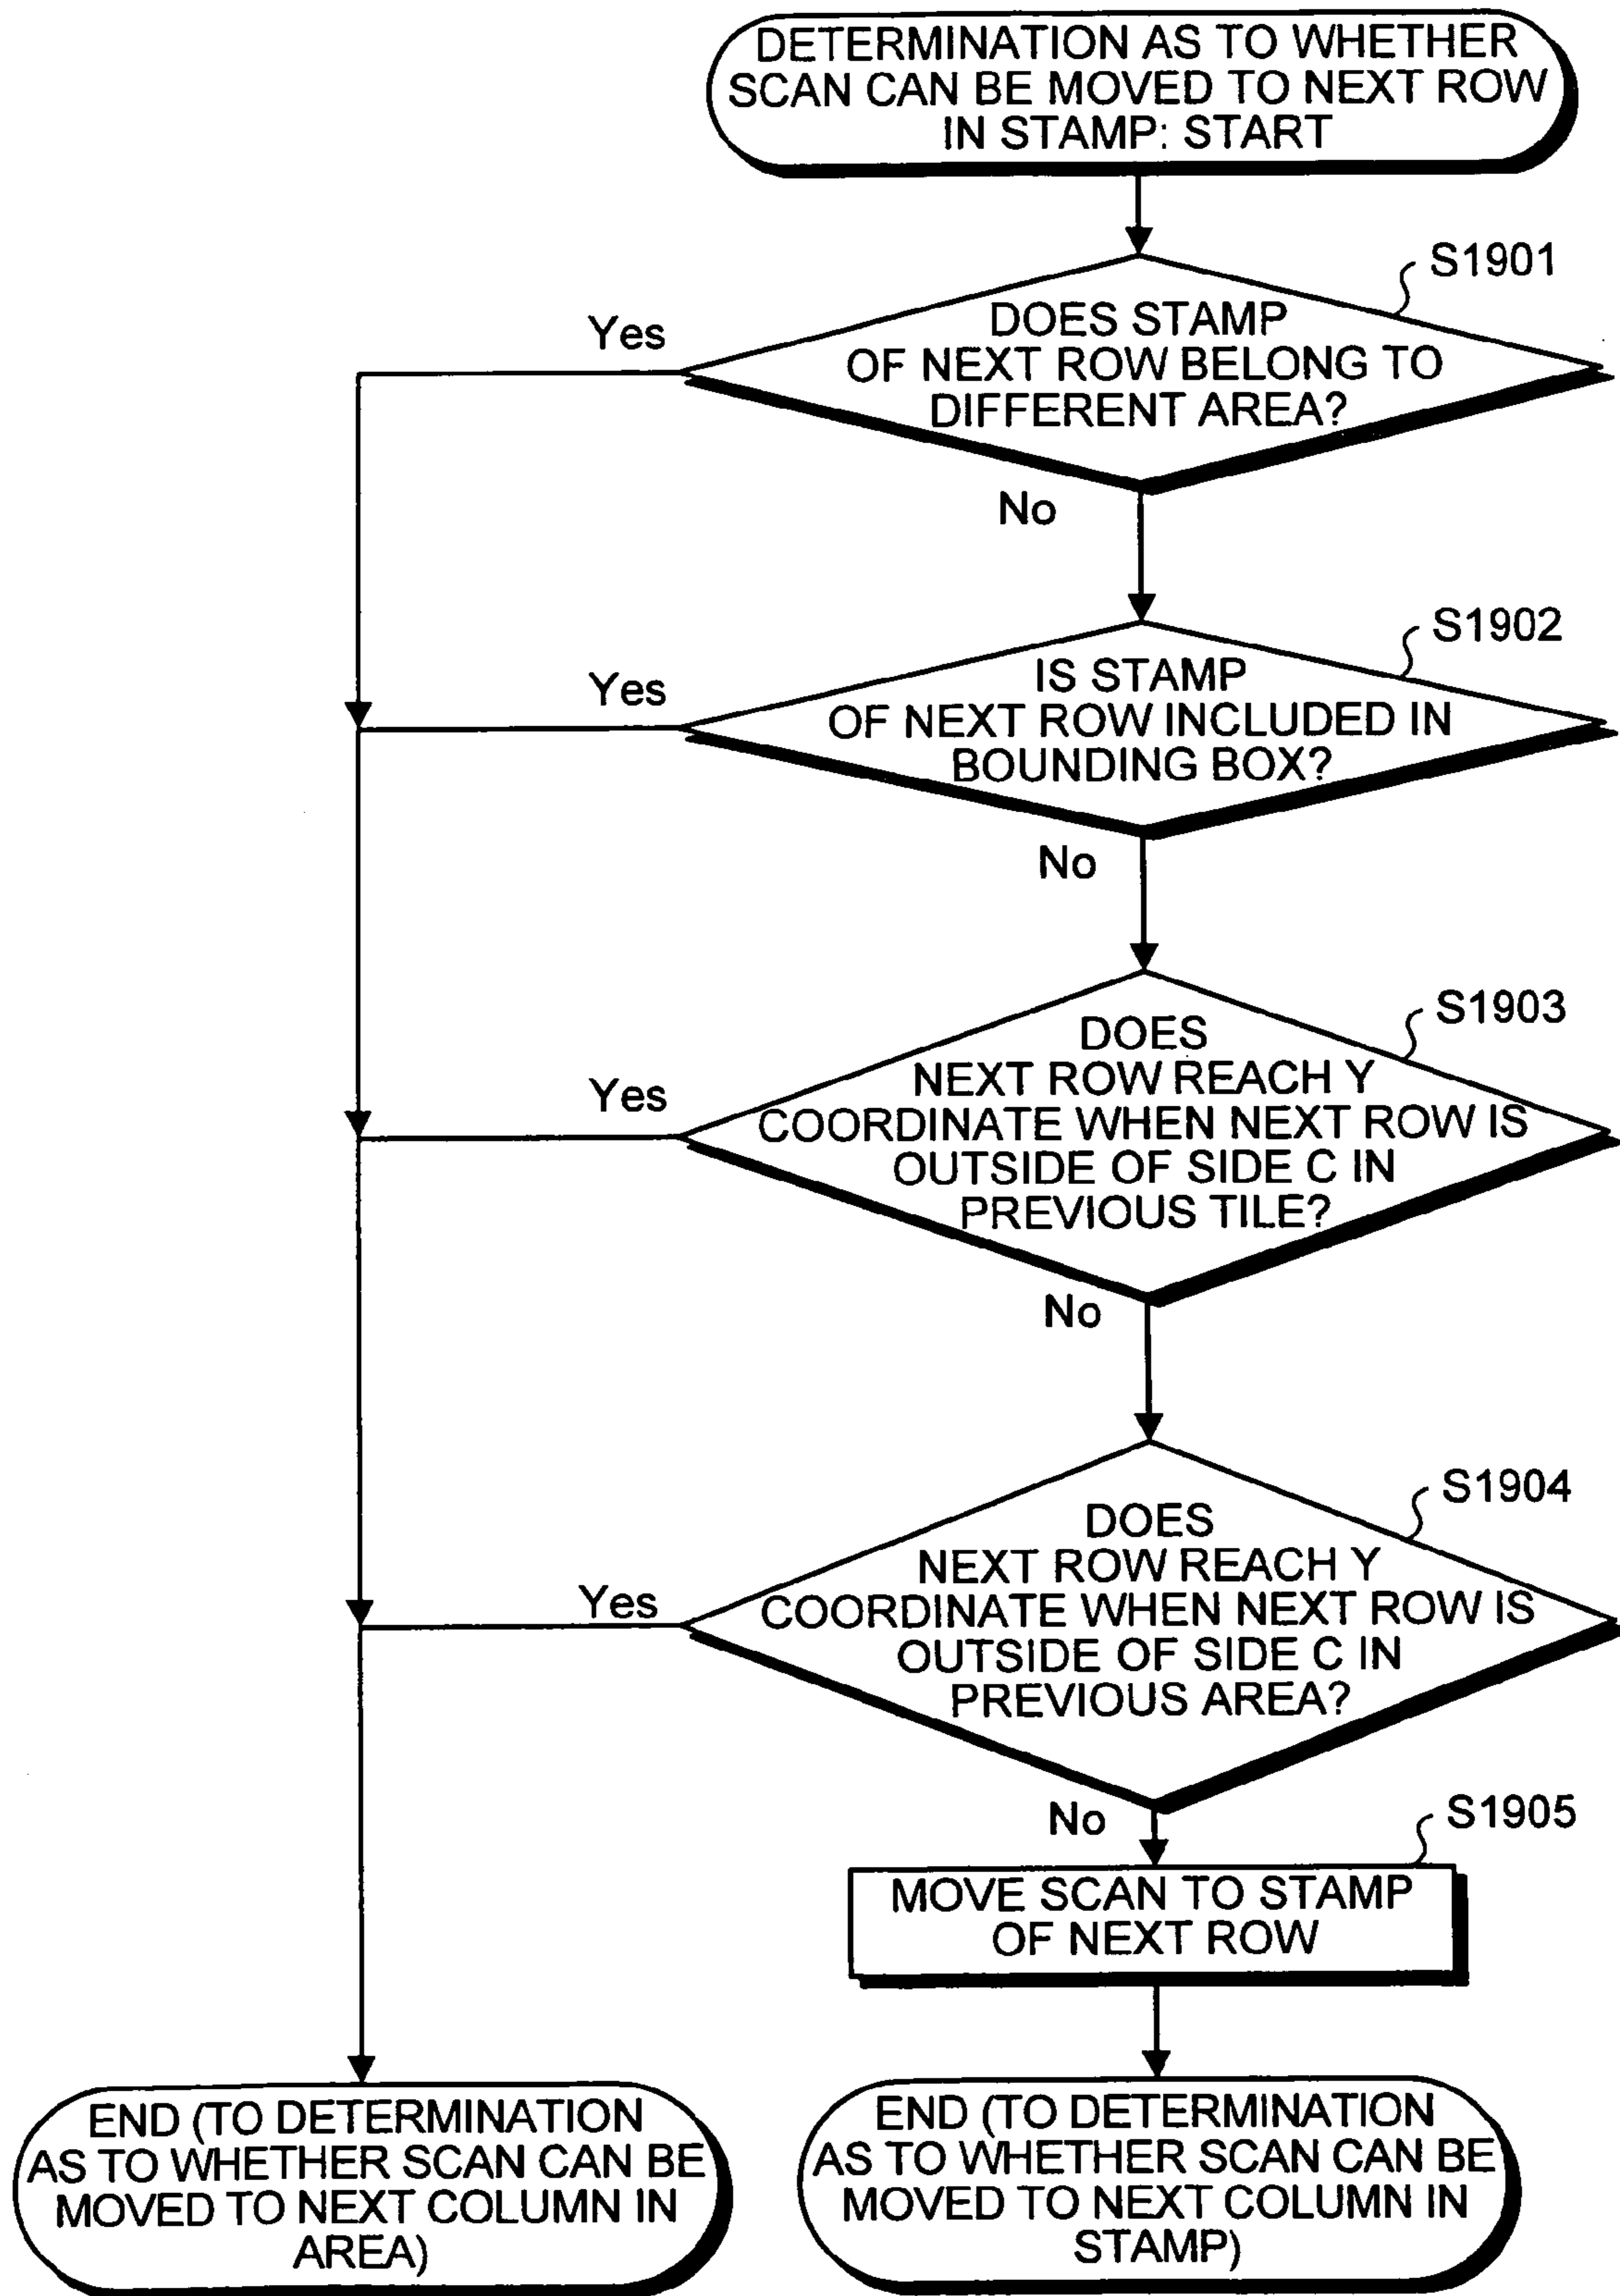 DETERMINATION AS TO WHETHER
SCAN CAN BE MOVED TO NEXT ROW
IN STAMP: START
S1901
Yes
DOES STAMP
OF NEXT ROW BELONG TO
DIFFERENT AREA?
No
S1902
Yes
IS STAMP
OF NEXT ROW INCLUDED IN
BOUNDING BOX?
No
S1903
Yes
DOES
NEXT ROW REACH Y
COORDINATE WHEN NEXT ROW IS
OUTSIDE OF SIDE C IN
PREVIOUS TILE?
No
S1904
Yes
DOES
NEXT ROW REACH Y
COORDINATE WHEN NEXT ROW IS
OUTSIDE OF SIDE C IN
PREVIOUS AREA?
No
S1905
MOVE SCAN TO STAMP
OF NEXT ROW
END (TO DETERMINATION
AS TO WHETHER SCAN CAN BE
MOVED TO NEXT COLUMN IN
AREA)
END (TO DETERMINATION
AS TO WHETHER SCAN CAN BE
MOVED TO NEXT COLUMN IN
STAMP)